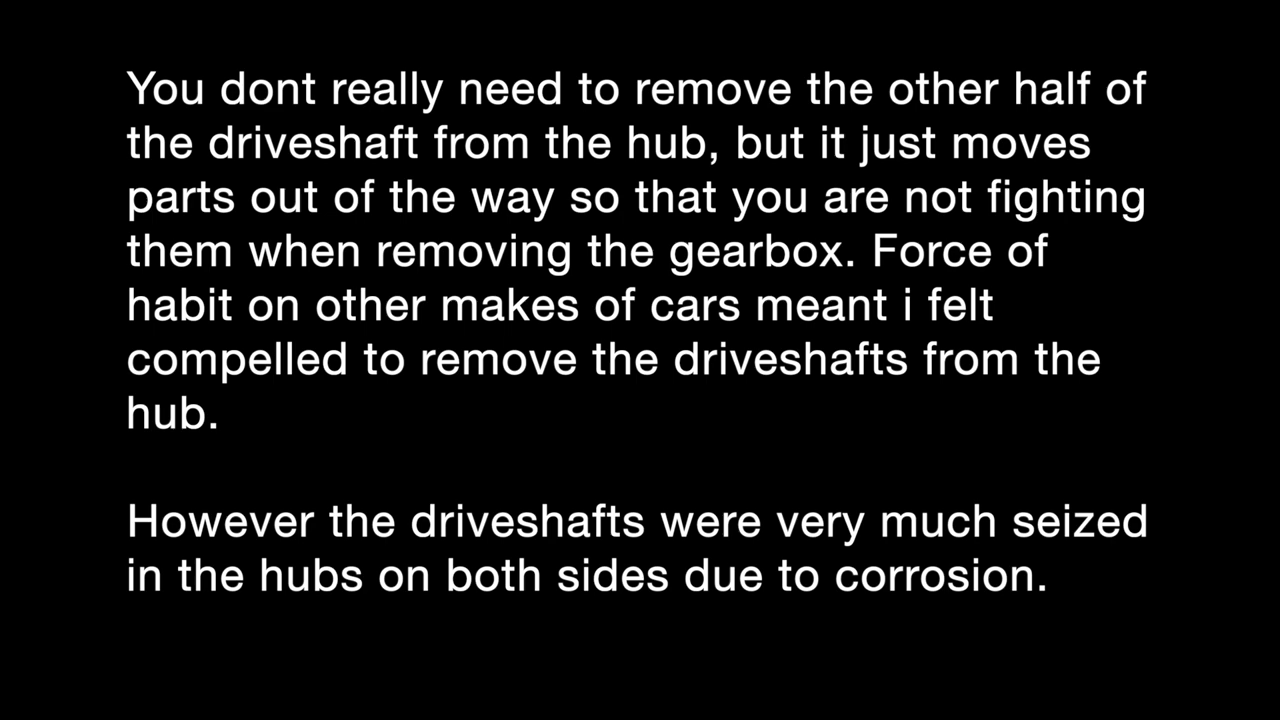 You dont really need to remove the other half of
the driveshaft from the hub, but it just moves
parts out of the way so that you are not fighting
them when removing the gearbox. Force of
habit on other makes of cars meant i felt
compelled to remove the driveshafts from the
hub.
However the driveshafts were very much seized
in the hubs on both sides due to corrosion.